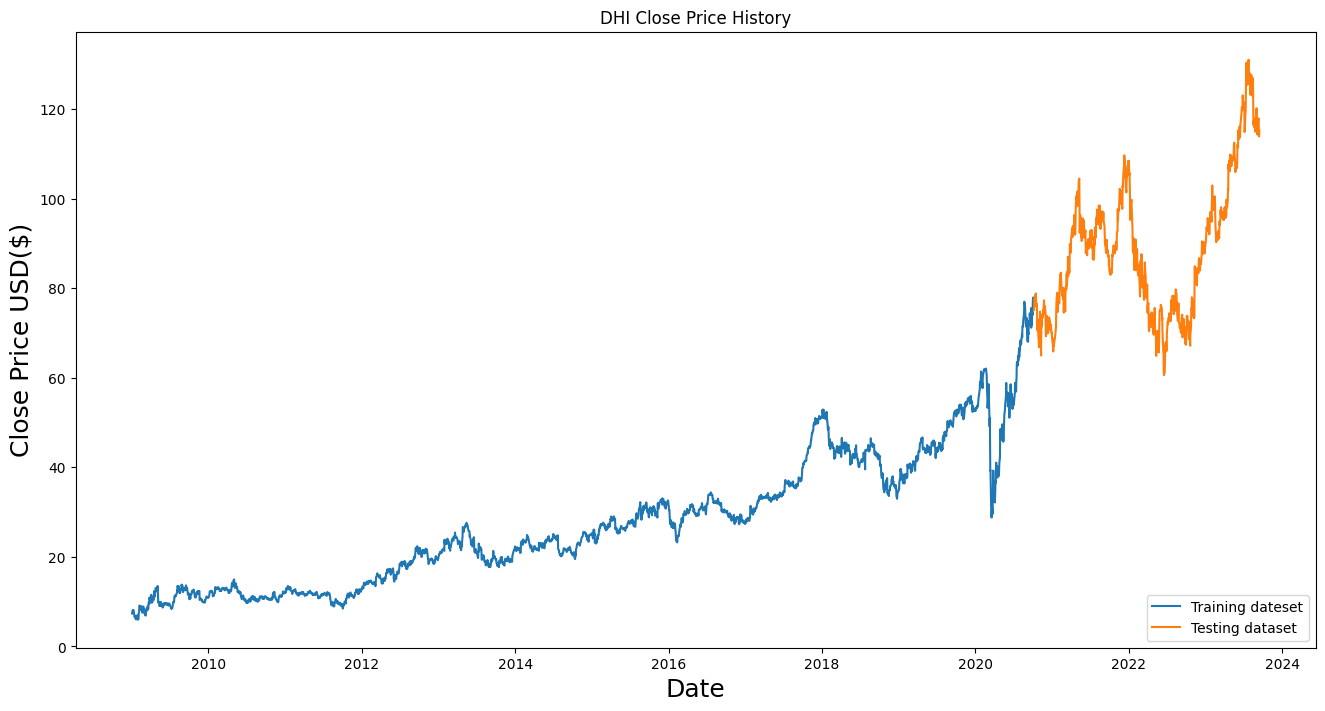 DHI Close Price History
Close Price USD($)
120
100
80
60
40
20
0
2010 2012 2014 2016 2018 2020 2022 2024
Date
Training dateset
Testing dataset